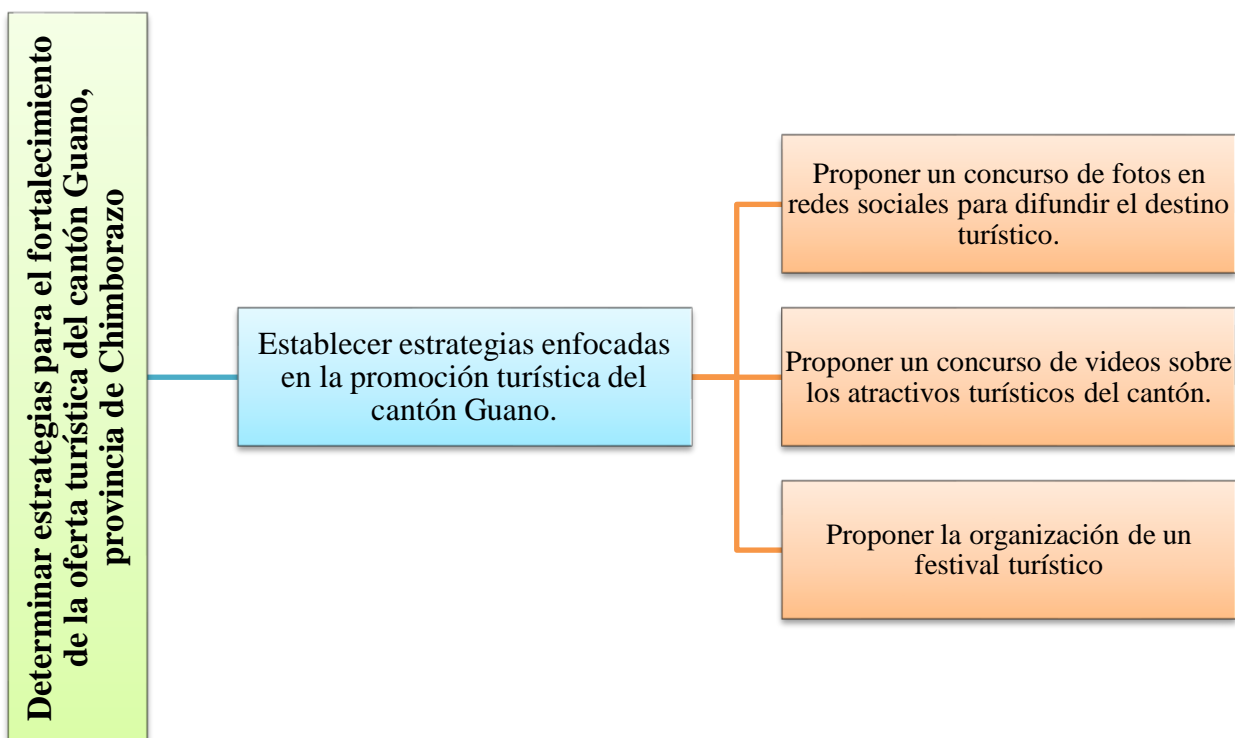 Determinar estrategias para el fortalecimiento
de la oferta turística del cantón Guano,
provincia de Chimborazo
Establecer estrategias enfocadas
en la promoción turística del
cantón Guano.
Proponer un concurso de fotos en
redes sociales para difundir el destino
turístico.
Proponer un concurso de videos sobre
los atractivos turísticos del cantón.
Proponer la organización de un
festival turístico